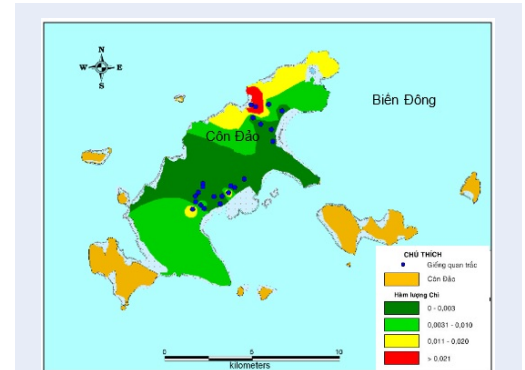 N
W E
S
Biển Đông
Côn Đảo
CHÚ THÍCH
Giếng quan trắc
Côn Đảo
Hàm lượng Chì
0 - 0,003
0,0031 - 0,010
0,011 - 0,020
> 0.021
0 5 10
kilometers